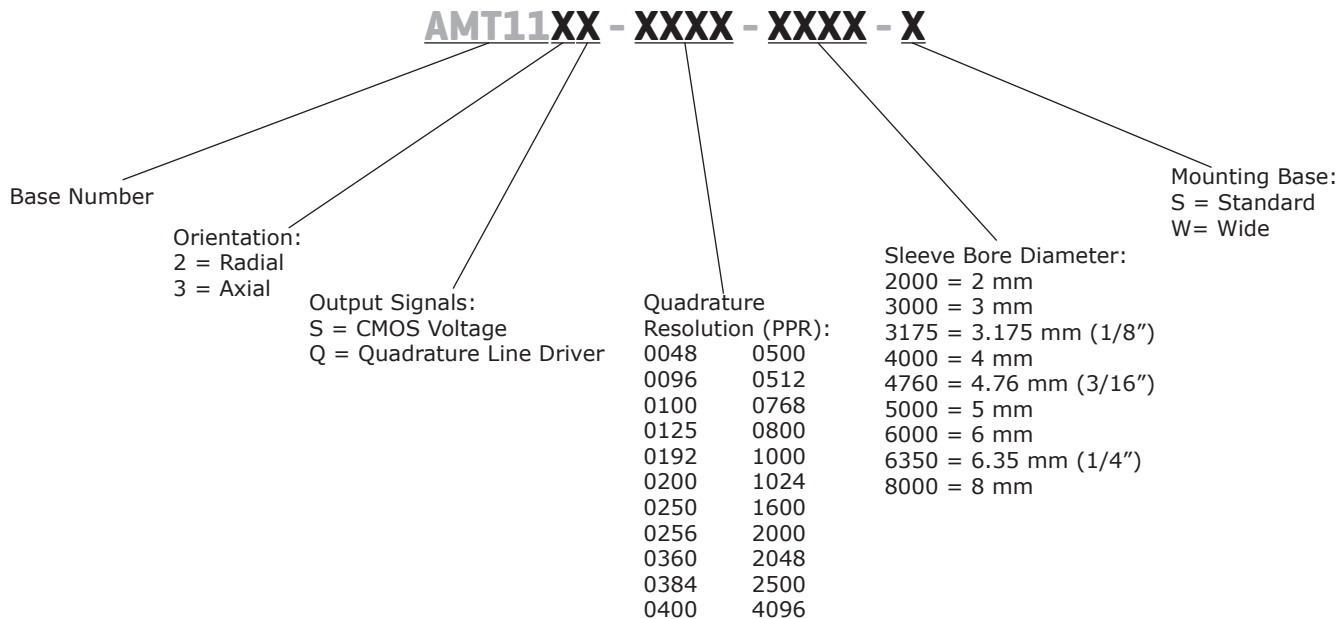 AMT11XX - XXXX - XXXX - X
Base Number
Orientation:
2 = Radial
3 = Axial
Output Signals:
S = CMOS Voltage
Q = Quadrature Line Driver
Quadrature
Resolution (PPR):
0048 0500
0096 0512
0100 0768
0125 0800
0192 1000
0200 1024
0250 1600
0256 2000
0360 2048
0384 2500
0400 4096
Sleeve Bore Diameter:
2000 = 2 mm
3000 = 3 mm
3175 = 3.175 mm (1/8″)
4000 = 4 mm
4760 = 4.76 mm (3/16″)
5000 = 5 mm
6000 = 6 mm
6350 = 6.35 mm (1/4″)
8000 = 8 mm
Mounting Base:
S = Standard
W= Wide